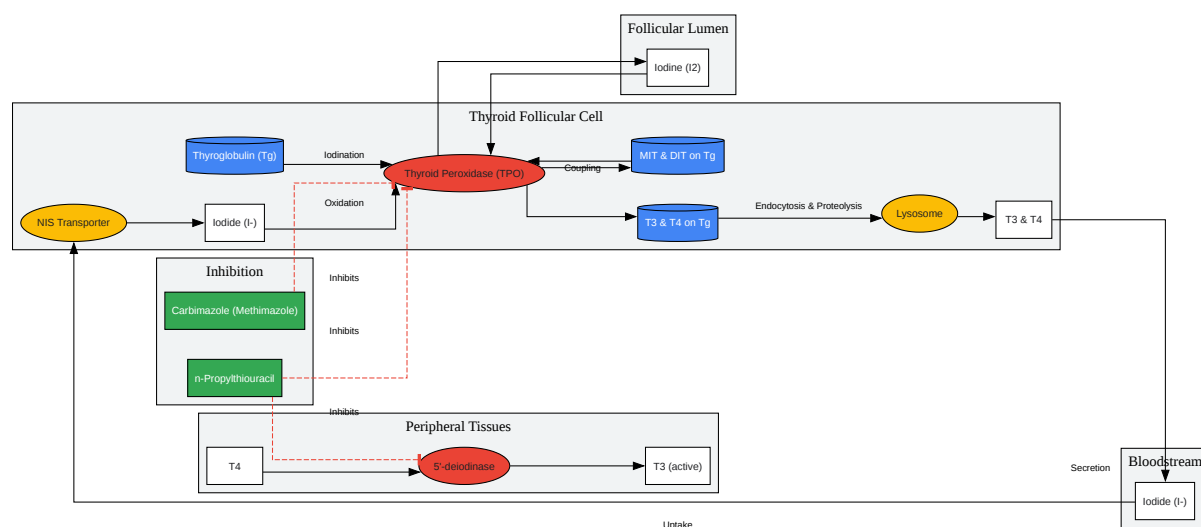 Follicular Lumen
Iodine (I2)
Thyroid Follicular Cell
Thyroglobulin (Tg)
Iodination
Thyroid Peroxidase (TPO)
Coupling
MIT & DIT on Tg
NIS Transporter
Iodide (I-)
Oxidation
T3 & T4 on Tg
Endocytosis & Proteolysis
Lysosome
T3 & T4
Inhibition
Inhibits
Carbimazole (Methimazole)
Inhibits
n-Propylthiouracil
Inhibits
Peripheral Tissues
T4
5'-deiodinase
T3 (active)
Secretion
Bloodstream
Iodide (I-)
Uptake